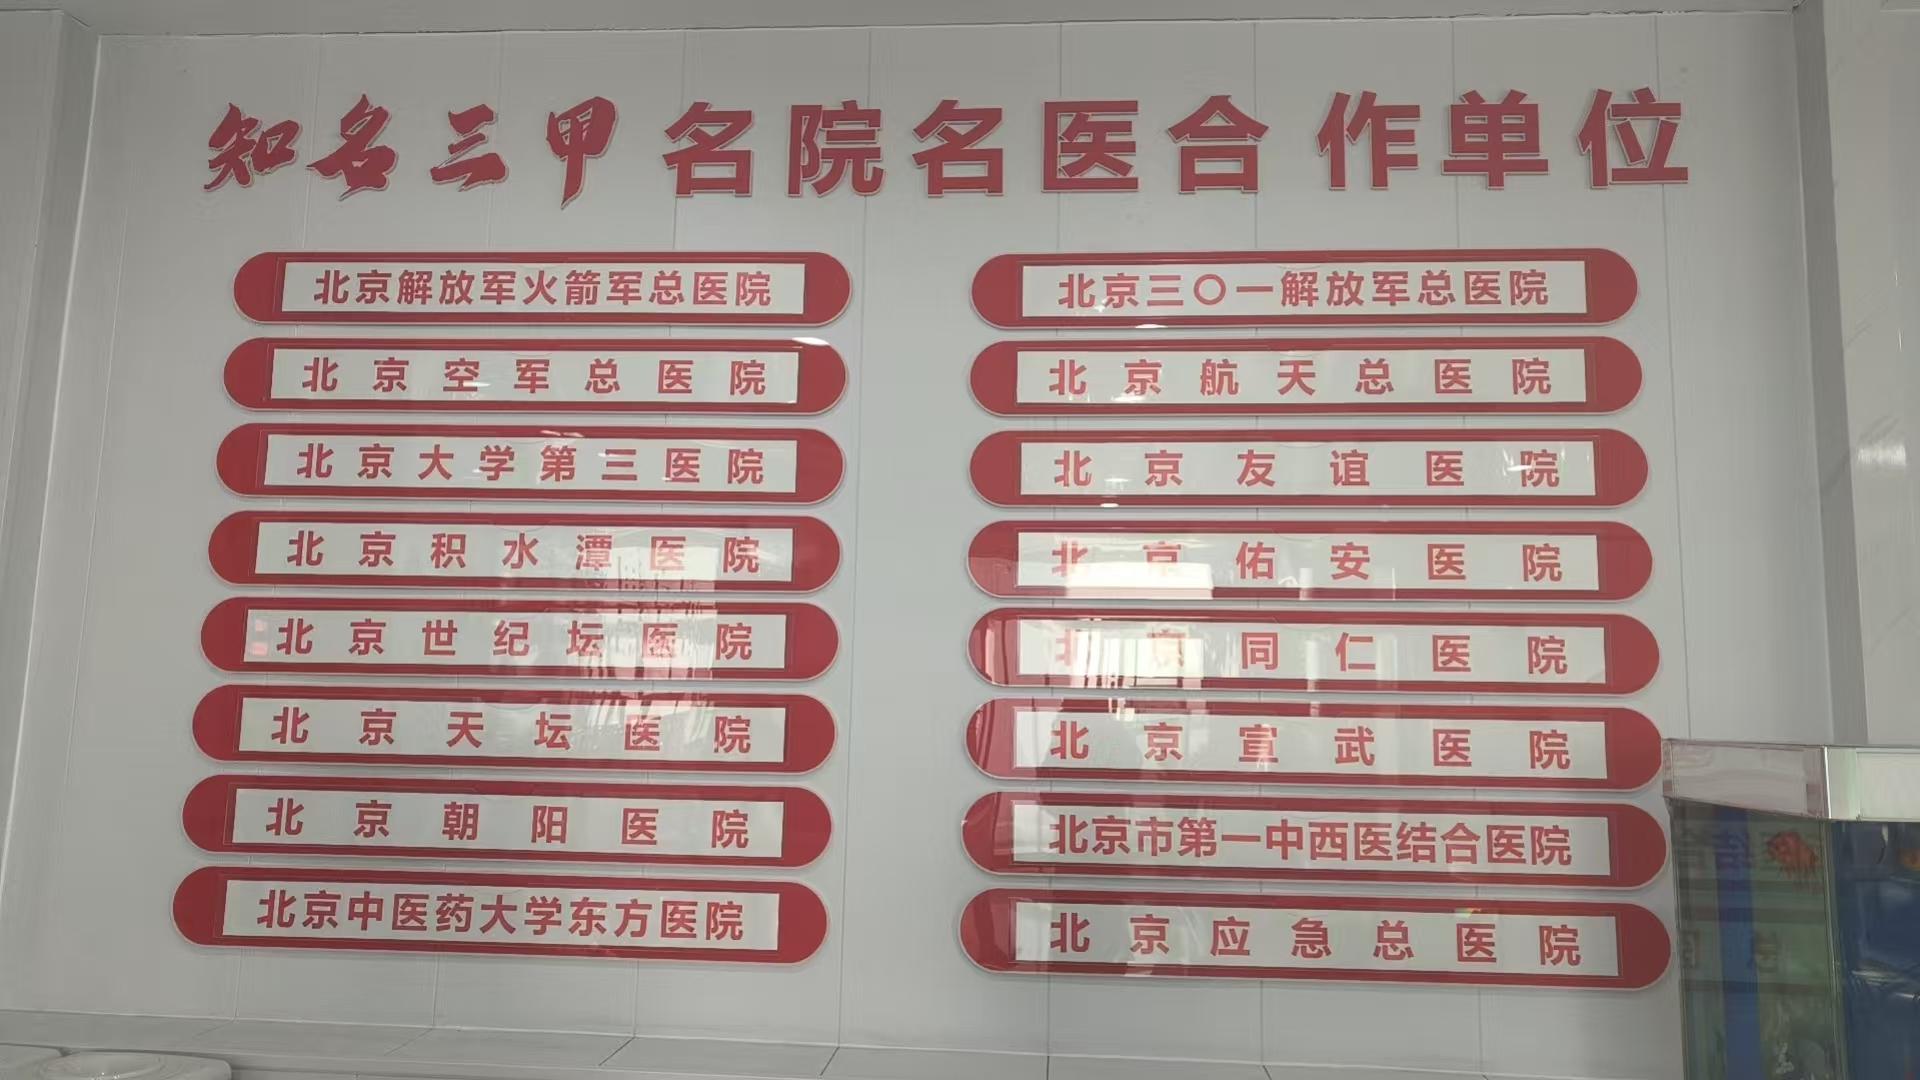 知名三甲名院名医合作单位
北京解放军火箭军总医院
北京空军总医院
北京大学第三医院
北京积水潭医院
北京世纪坛医院
北京天坛医院
北京朝阳医院
北京中医药大学东方医院
北京三〇一解放军总医院
北京航天总医院
北京友谊医院
北京佑安医院
北京同仁医院
北京宣武医院
北京市第一中西医结合医院
北京应急总医院